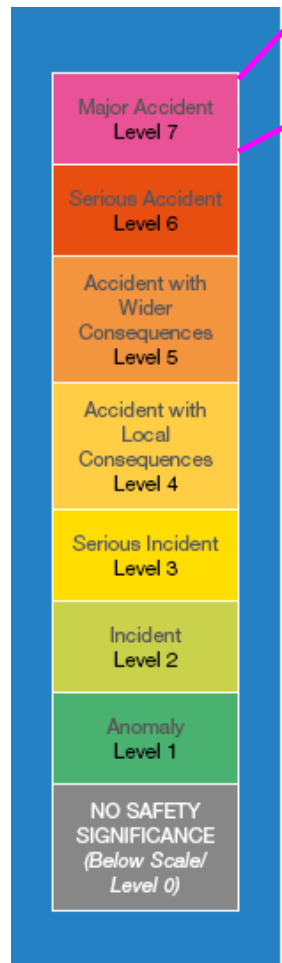 Major Accident
Level 7
Serious Accident
Level 6
Accident with
Wider
Consequences
Level 5
Accident with
Local
Consequences
Level 4
Serious Incident
Level 3
Incident
Level 2
Anomaly
Level 1
NO SAFETY
SIGNIFICANCE
(Below Scale/
Level 0)